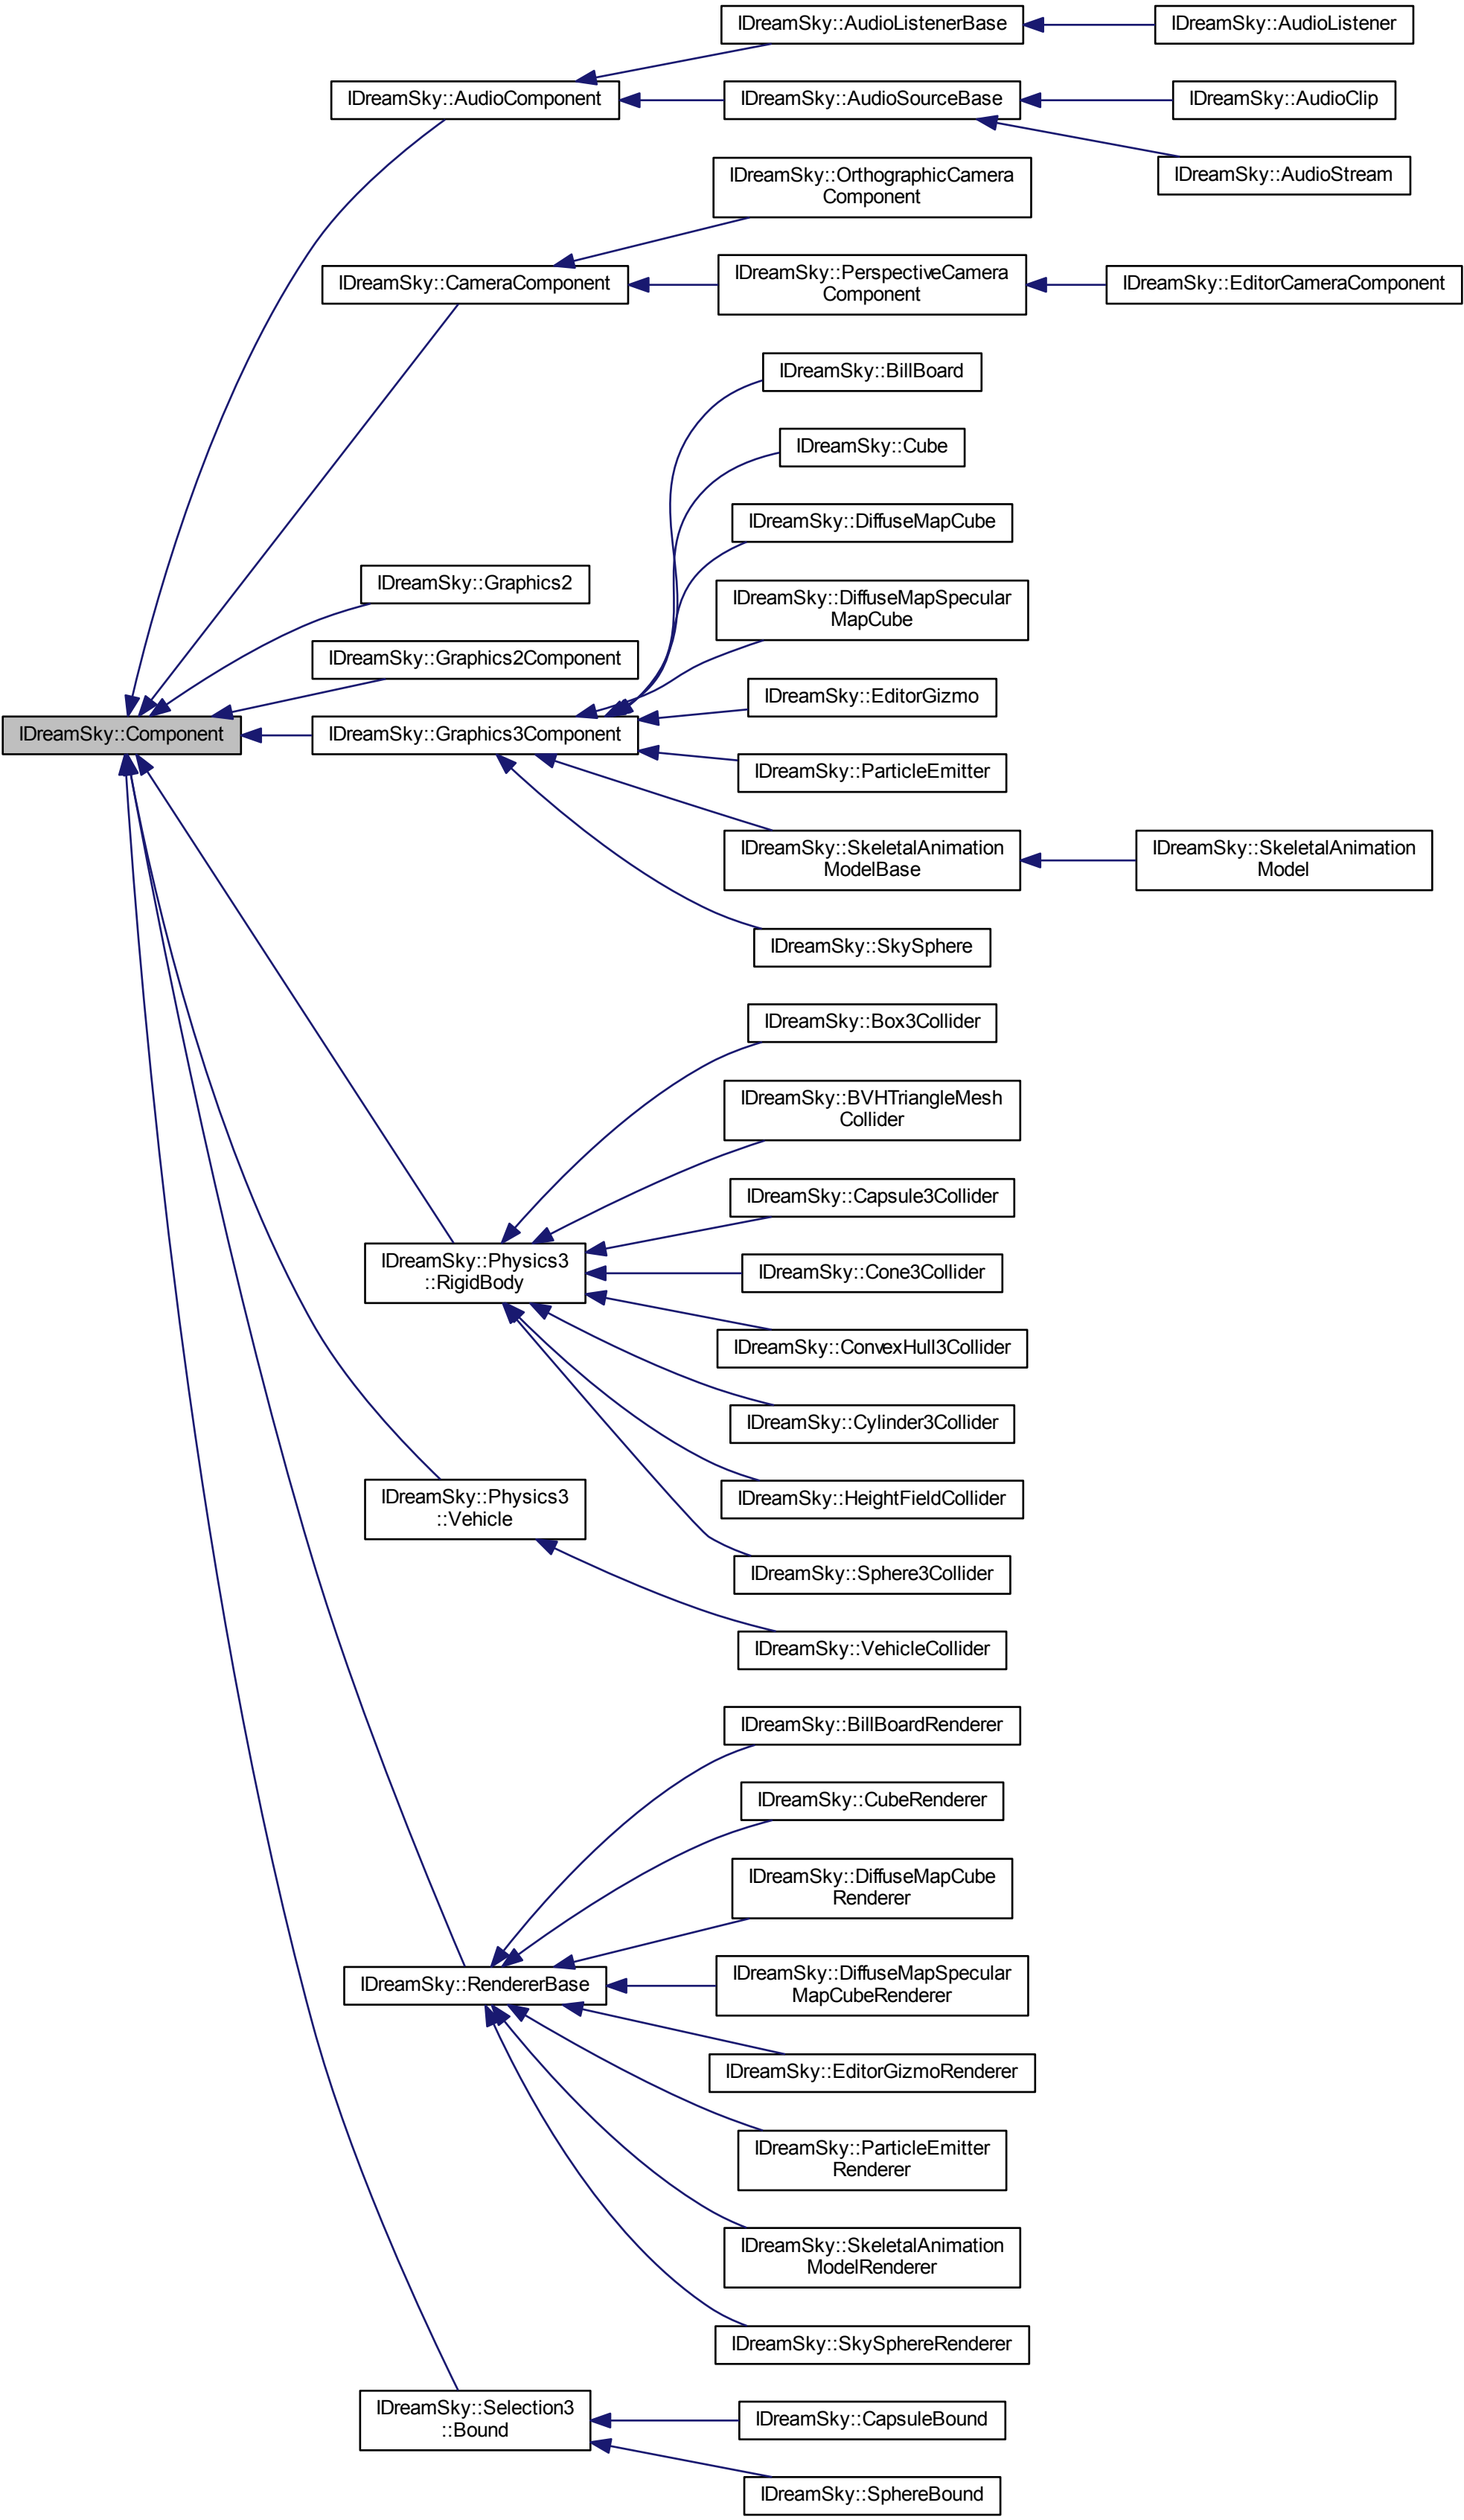 IDreamSky::AudioListenerBase
IDreamSky::AudioListener
IDreamSky::AudioComponent
IDreamSky::AudioSourceBase
IDreamSky::AudioClip
IDreamSky::AudioStream
IDreamSky::OrthographicCamera
Component
IDreamSky::CameraComponent
IDreamSky::PerspectiveCamera
Component
IDreamSky::EditorCameraComponent
IDreamSky::BillBoard
IDreamSky::Cube
IDreamSky::DiffuseMapCube
IDreamSky::Graphics2
IDreamSky::DiffuseMapSpecular
MapCube
IDreamSky::Graphics2Component
IDreamSky::EditorGizmo
IDreamSky::Component
IDreamSky::Graphics3Component
IDreamSky::ParticleEmitter
IDreamSky::SkeletalAnimation
ModelBase
IDreamSky::SkeletalAnimation
Model
IDreamSky::SkySphere
IDreamSky::Box3Collider
IDreamSky::BVHTriangleMesh
Collider
IDreamSky::Capsule3Collider
IDreamSky::Physics3
::RigidBody
IDreamSky::Cone3Collider
IDreamSky::ConvexHull3Collider
IDreamSky::Cylinder3Collider
IDreamSky::HeightFieldCollider
IDreamSky::Physics3
::Vehicle
IDreamSky::Sphere3Collider
IDreamSky::VehicleCollider
IDreamSky::BillBoardRenderer
IDreamSky::CubeRenderer
IDreamSky::DiffuseMapCube
Renderer
IDreamSky::RendererBase
IDreamSky::DiffuseMapSpecular
MapCubeRenderer
IDreamSky::EditorGizmoRenderer
IDreamSky::ParticleEmitter
Renderer
IDreamSky::SkeletalAnimation
ModelRenderer
IDreamSky::SkySphereRenderer
IDreamSky::Selection3
::Bound
IDreamSky::CapsuleBound
IDreamSky::SphereBound